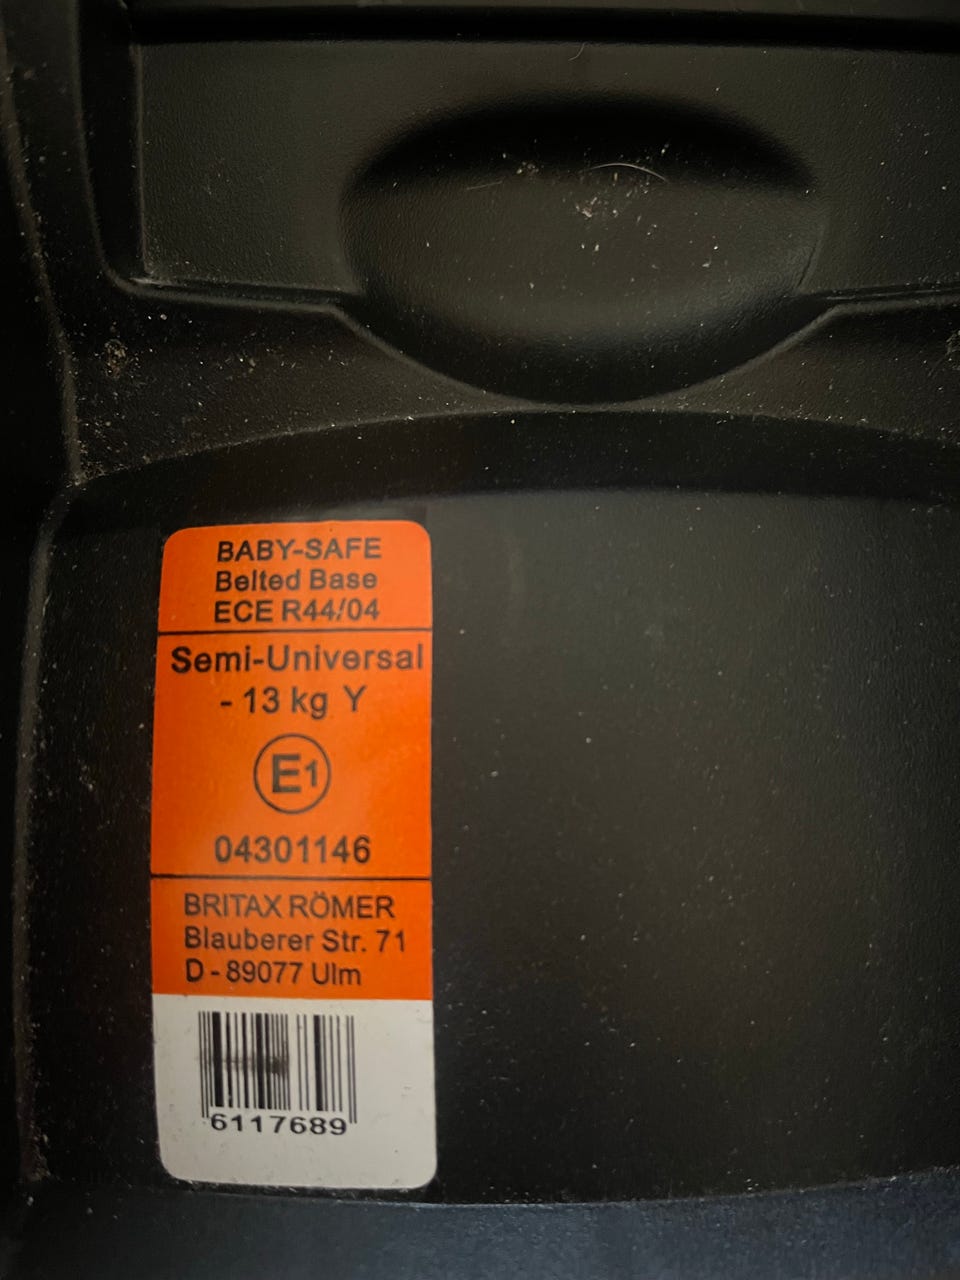 BABY-SAFE
Belted Base
ECE R44/04
Semi-Universal
- 13 kg Y
E1
04301146
BRITAX RÖMER
Blauberer Str. 71
D - 89077 Ulm
6117689